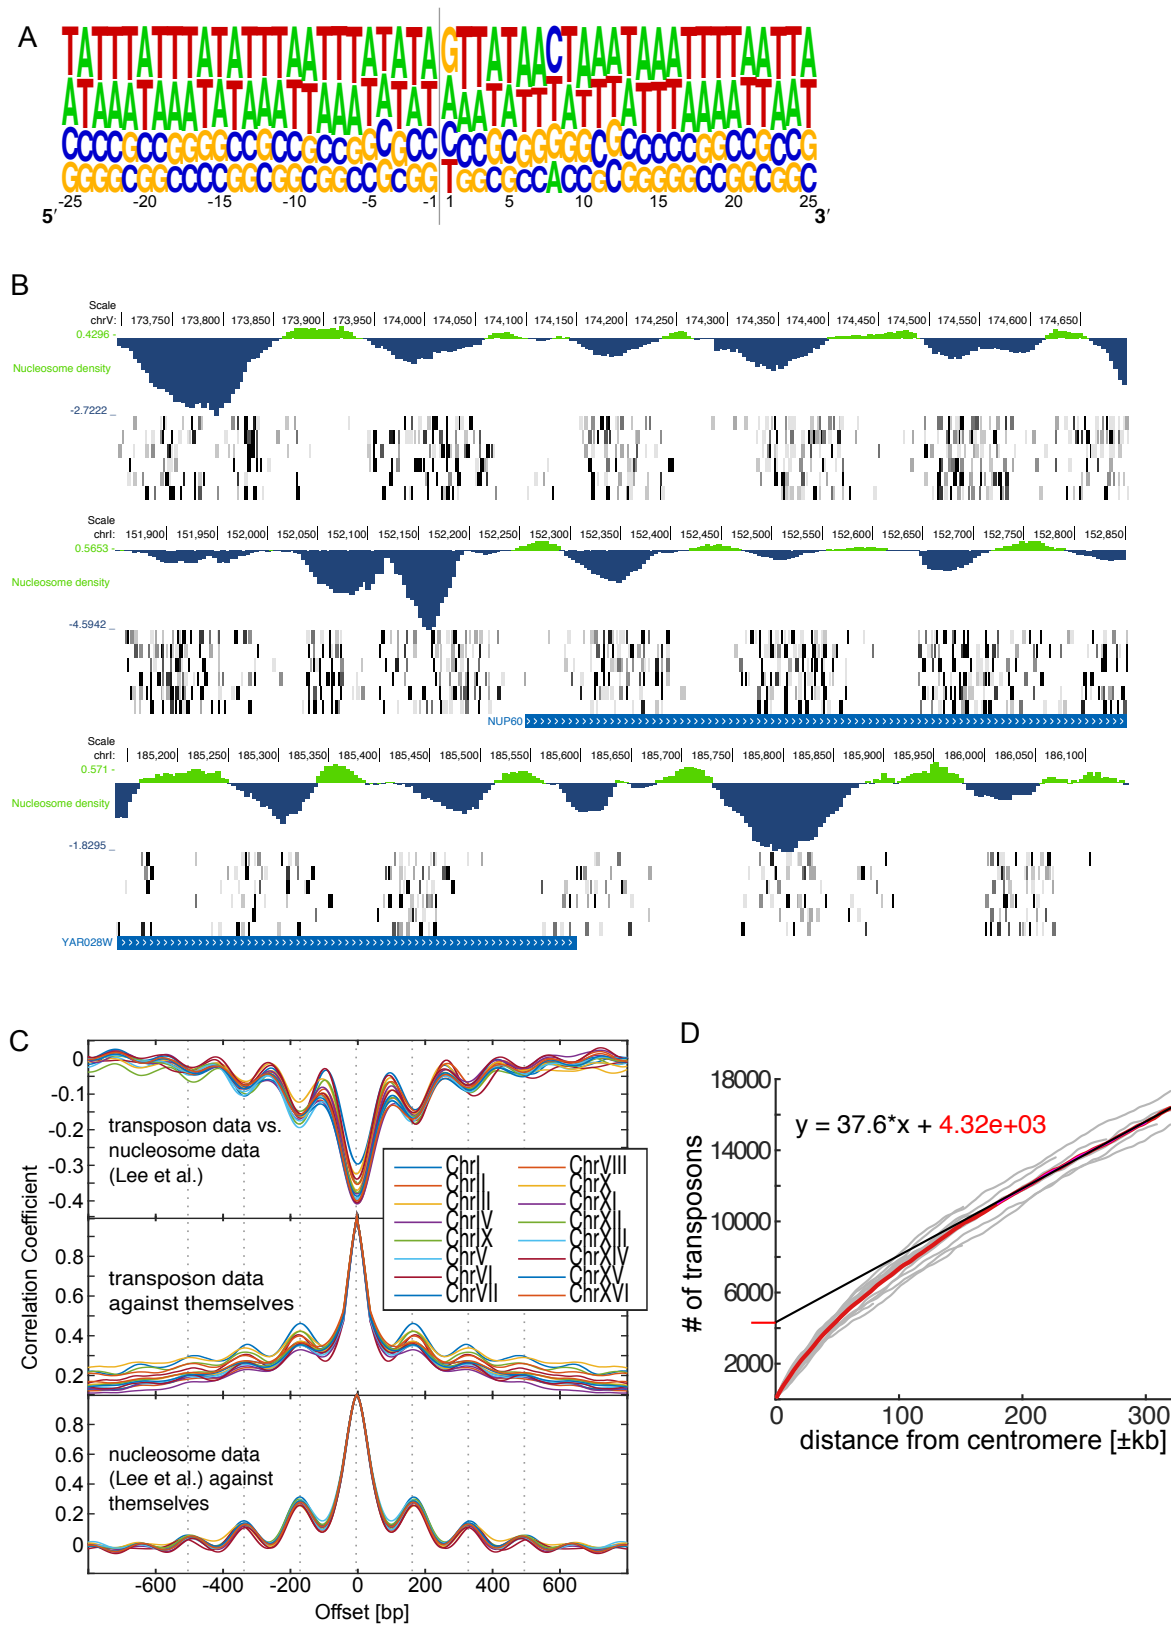 A
TATTTATTTATATTTAATTTATATA GTTATAACTAAATAAATTTTAATTA
ATAAATAAATATAAATTAAATATAT AAATATTTATTTATTTAAAATTAAT
CCCCGCCGGGGCCGCCGCCGGCGCC CCCGCGGGGGCGCCCCCGGCCGCCG
GGGGCGGCCCCGGCGGCGGCCGCGG TGGCGCCACCGCGGGGGCCGGCGGC
-25 -20 -15 -10 -5 -1 1 5 10 15 20 25
5′ 3′
B
Scale
chrV: 173,750 173,800 173,850 173,900 173,950 174,000 174,050 174,100 174,150 174,200 174,250 174,300 174,350 174,400 174,450 174,500 174,550 174,600 174,650
0.4296 -
Nucleosome density
-2.7222 _
Scale
chrI: 151,900 151,950 152,000 152,050 152,100 152,150 152,200 152,250 152,300 152,350 152,400 152,450 152,500 152,550 152,600 152,650 152,700 152,750 152,800 152,850
0.5653 -
Nucleosome density
-4.5942 _
NUP60
Scale
chrI: 185,200 185,250 185,300 185,350 185,400 185,450 185,500 185,550 185,600 185,650 185,700 185,750 185,800 185,850 185,900 185,950 186,000 186,050 186,100
0.571 -
Nucleosome density
-1.8295 _
YAR028W
C
Correlation Coefficient
0
-0.1
-0.2
-0.3
-0.4
transposon data vs.
nucleosome data
(Lee et al.)
ChrI
ChrII
ChrIII
ChrIV
ChrIX
ChrV
ChrVI
ChrVII
ChrVIII
ChrX
ChrXI
ChrXII
ChrXIII
ChrXIV
ChrXV
ChrXVI
0.8
0.6
0.4
0.2
transposon data
against themselves
0.8
0.6
0.4
0.2
0
nucleosome data
(Lee et al.) against
themselves
-600 -400 -200 0 200 400 600
Offset [bp]
D
# of transposons
18000
14000
10000
6000
2000
y = 37.6*x + 4.32e+03
0 100 200 300
distance from centromere [±kb]